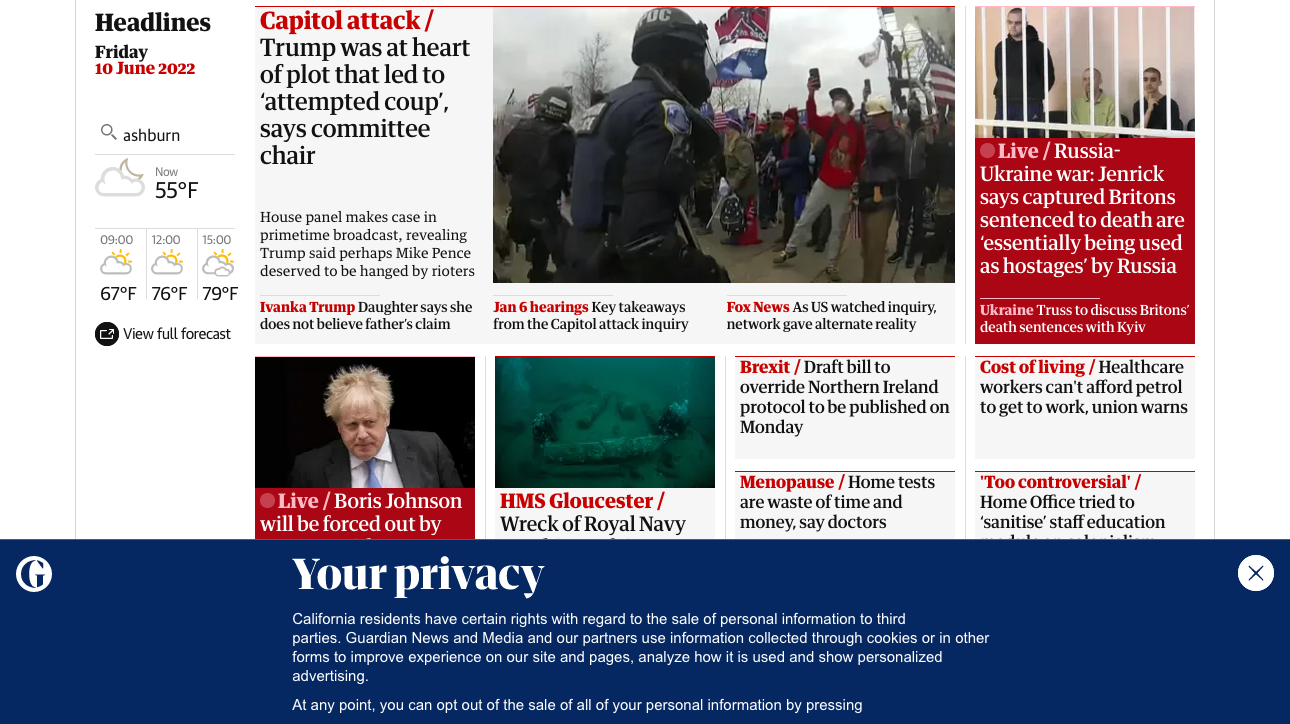 Headlines
Friday
10 June 2022
ashburn
Now
55°F
09:00
67°F
12:00
76°F
15:00
79°F
View full forecast
Capitol attack /
Trump was at heart
of plot that led to
‘attempted coup’,
says committee
chair
House panel makes case in
primetime broadcast, revealing
Trump said perhaps Mike Pence
deserved to be hanged by rioters
Ivanka Trump Daughter says she
does not believe father’s claim
Jan 6 hearings Key takeaways
from the Capitol attack inquiry
Fox News As US watched inquiry,
network gave alternate reality
Live / Russia-
Ukraine war: Jenrick
says captured Britons
sentenced to death are
‘essentially being used
as hostages’ by Russia
Ukraine Truss to discuss Britons’
death sentences with Kyiv
Live / Boris Johnson
will be forced out by
HMS Gloucester /
Wreck of Royal Navy
Brexit / Draft bill to
override Northern Ireland
protocol to be published on
Monday
Cost of living / Healthcare
workers can't afford petrol
to get to work, union warns
Menopause / Home tests
are waste of time and
money, say doctors
'Too controversial' /
Home Office tried to
‘sanitise’ staff education
Your privacy
California residents have certain rights with regard to the sale of personal information to third
parties. Guardian News and Media and our partners use information collected through cookies or in other
forms to improve experience on our site and pages, analyze how it is used and show personalized
advertising.
At any point, you can opt out of the sale of all of your personal information by pressing